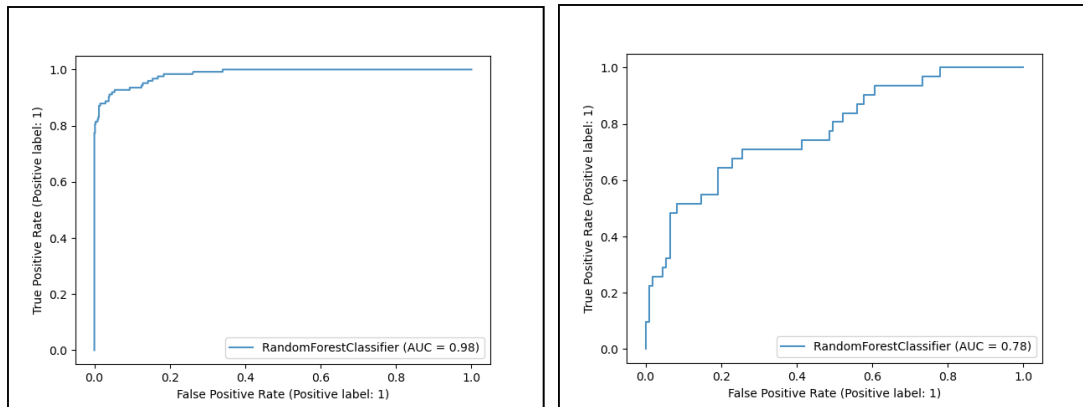 1.0
0.8
0.6
0.4
0.2
0.0
True Positive Rate (Positive label: 1)
RandomForestClassifier (AUC = 0.98)
0.0 0.2 0.4 0.6 0.8 1.0
False Positive Rate (Positive label: 1)
1.0
0.8
0.6
0.4
0.2
0.0
True Positive Rate (Positive label: 1)
RandomForestClassifier (AUC = 0.78)
0.0 0.2 0.4 0.6 0.8 1.0
False Positive Rate (Positive label: 1)